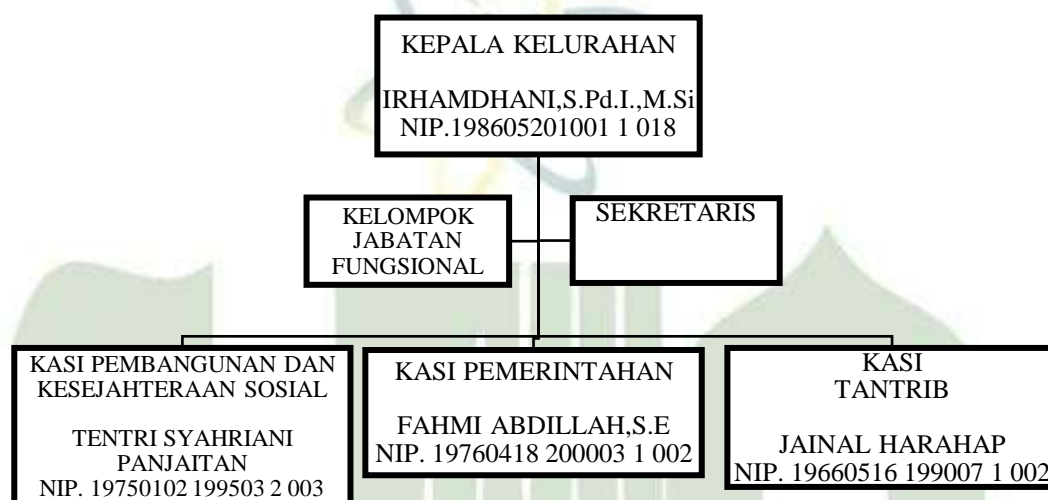 KEPALA KELURAHAN
IRHAMDHANI,S.Pd.I.,M.Si
NIP.198605201001 1 018
KELOMPOK
JABATAN
FUNGSIONAL
SEKRETARIS
KASI PEMBANGUNAN DAN
KESEJAHTERAAN SOSIAL
TENTRI SYAHRIANI
PANJAITAN
NIP. 19750102 199503 2 003
KASI PEMERINTAHAN
FAHMI ABDILLAH,S.E
NIP. 19760418 200003 1 002
KASI
TANTRIB
JAINAL HARAHAP
NIP. 19660516 199007 1 002